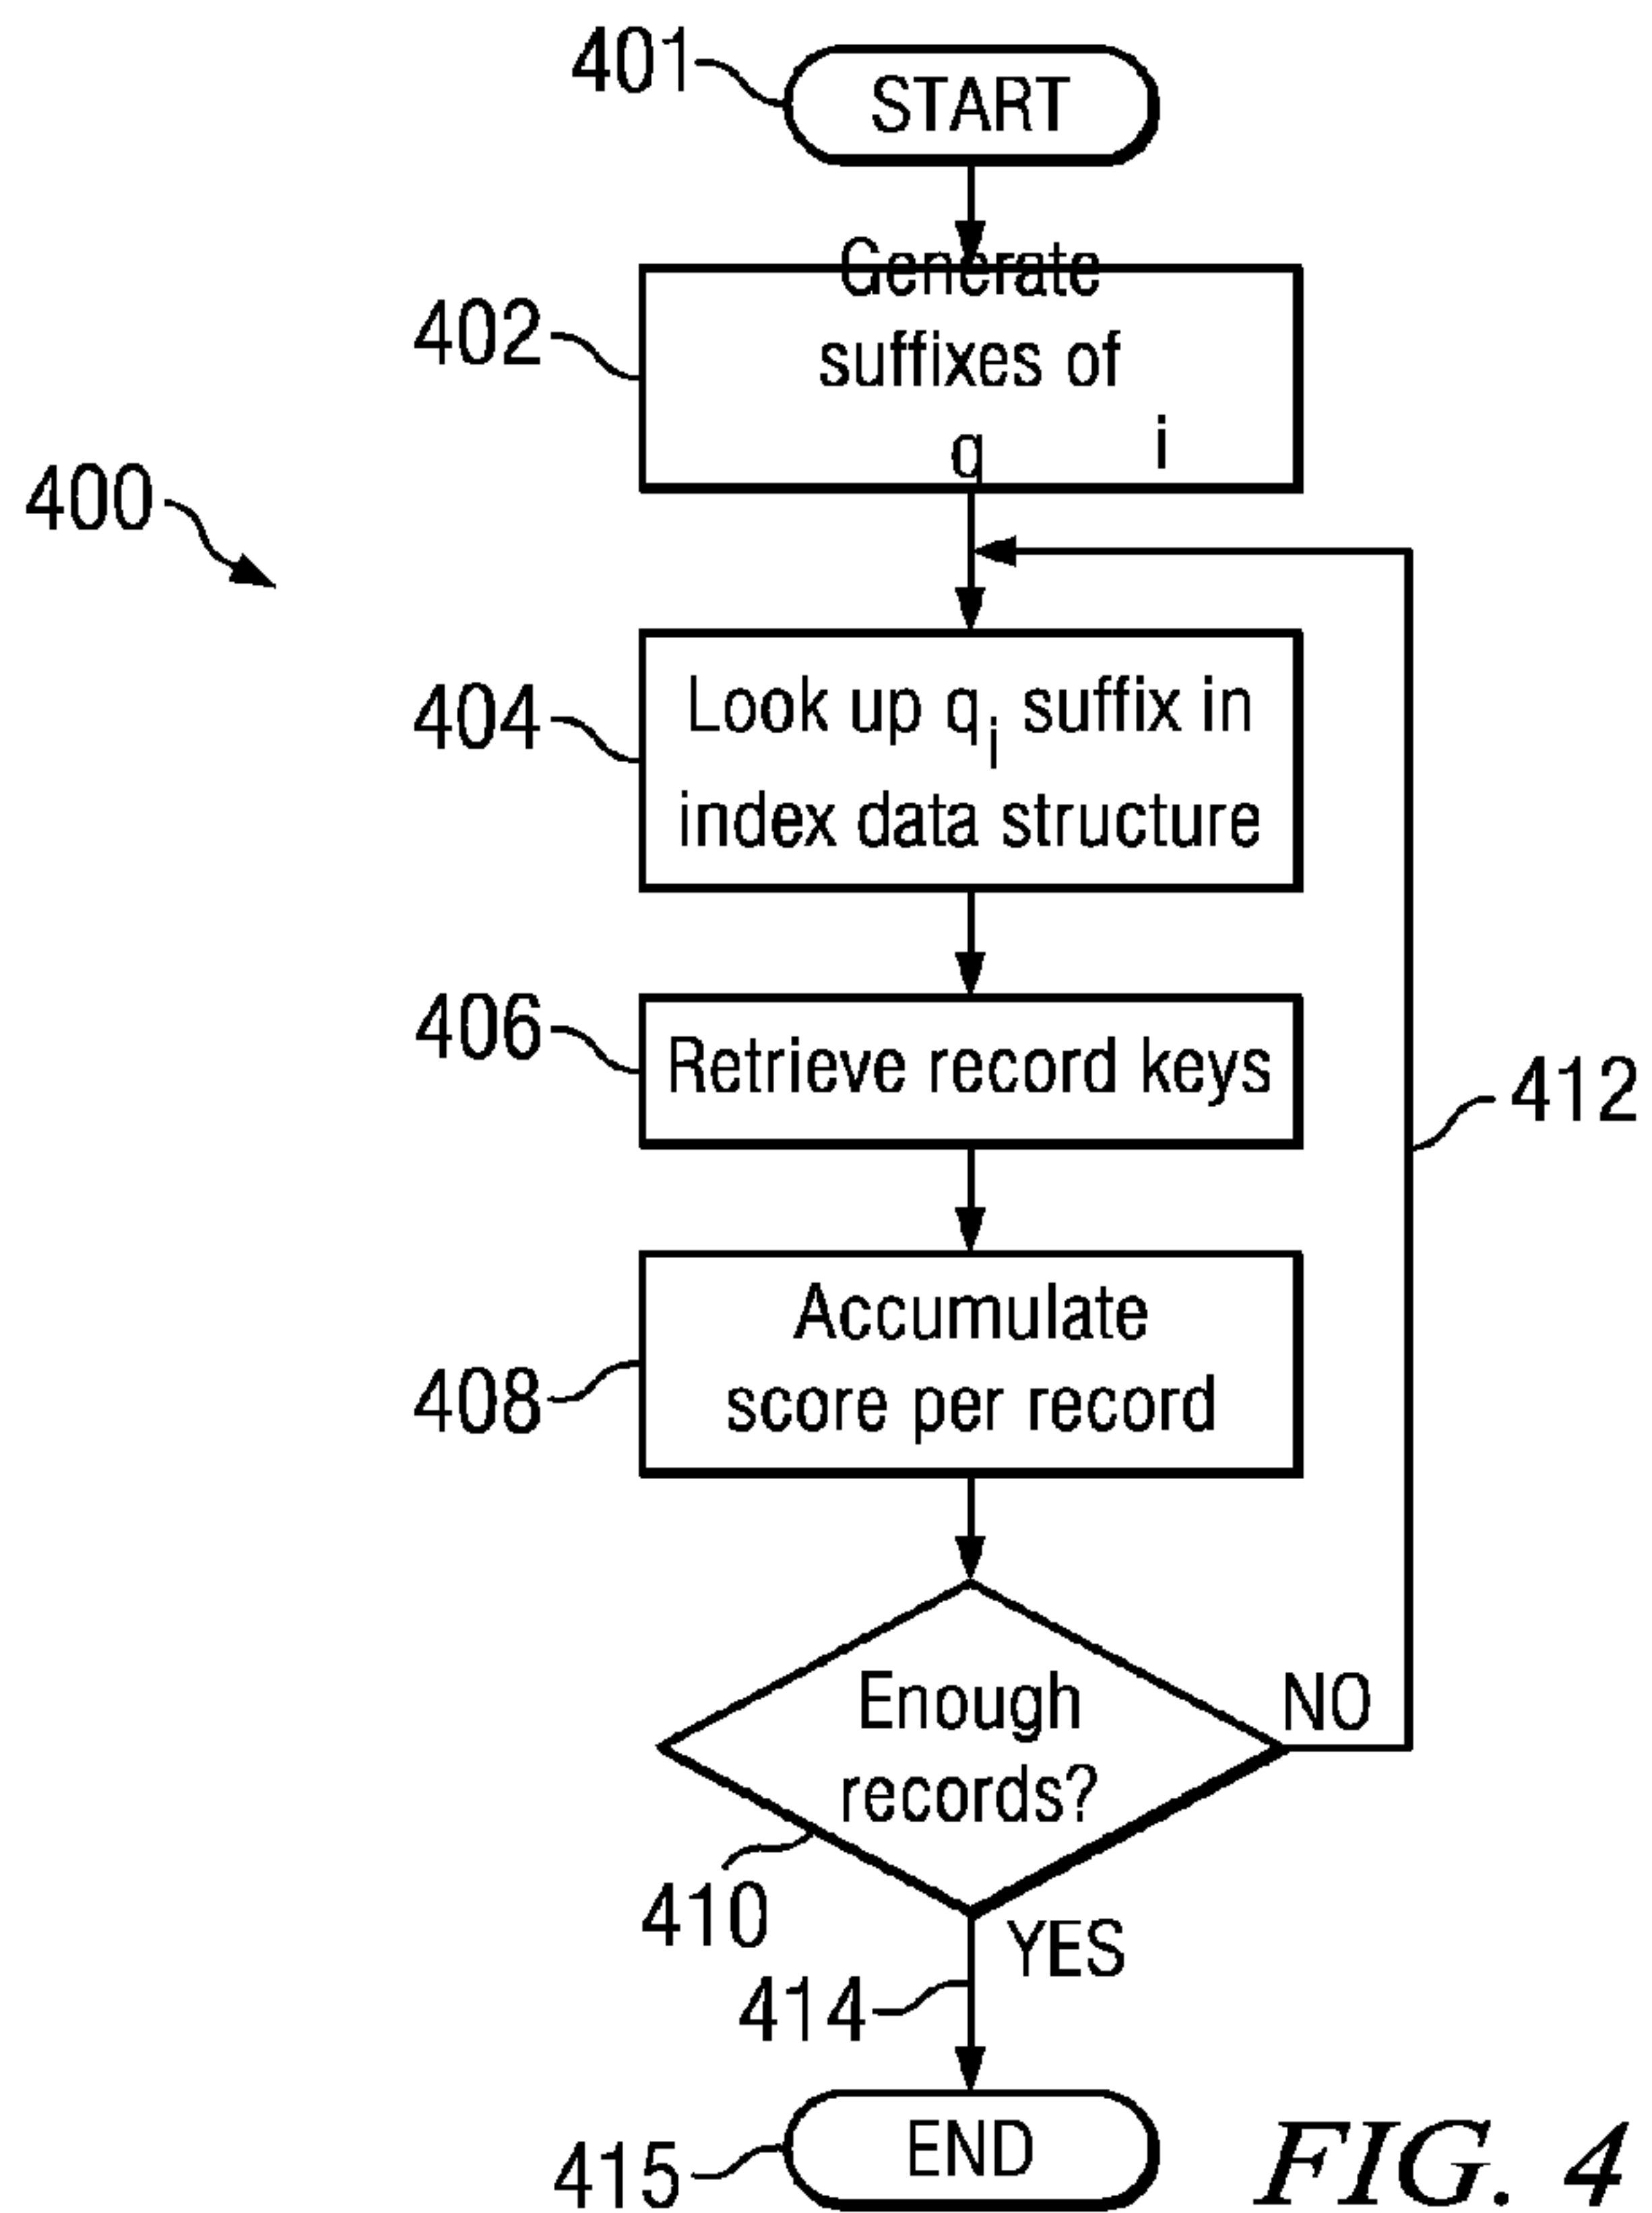 401
START
Generate
402
suffixes of
q i
400
Look up qi suffix in
404
index data structure
406
Retrieve record keys
412
Accumulate
408
score per record
Enough
NO
records?
410
YES
414
END
415
FIG. 4